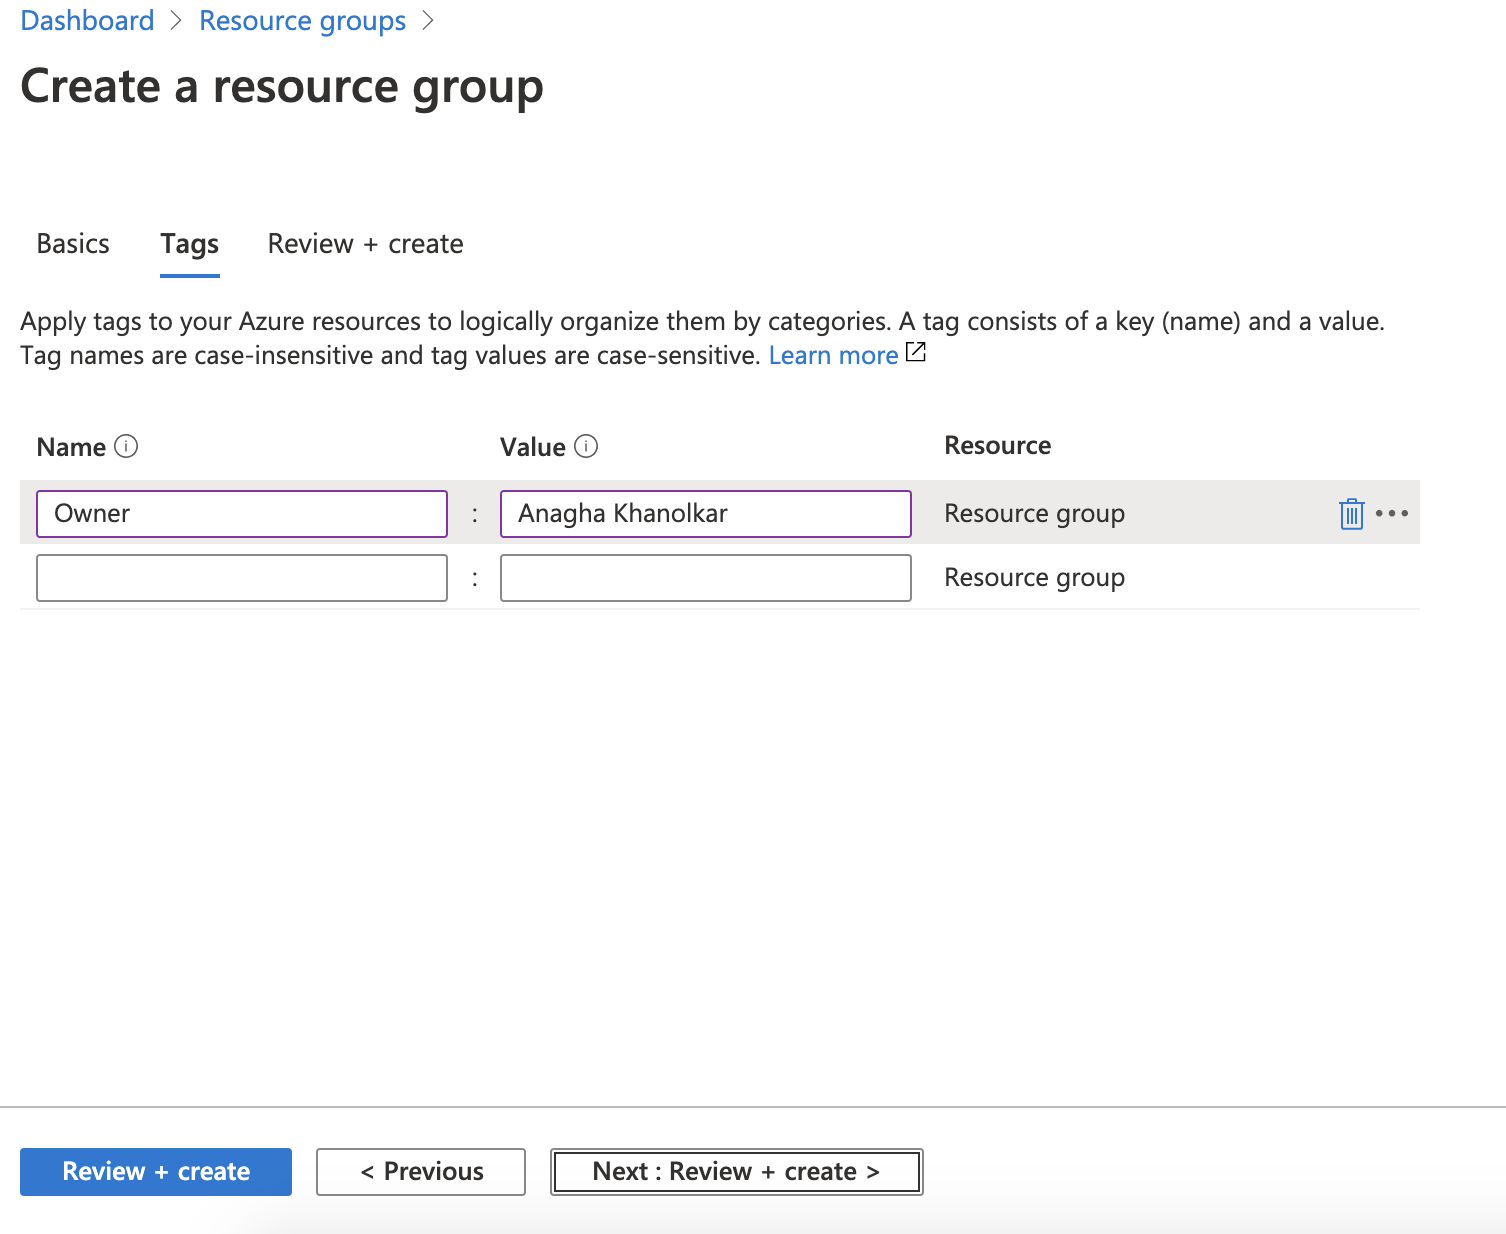 Dashboard > Resource groups >
Create a resource group
Basics Tags Review + create
Apply tags to your Azure resources to logically organize them by categories. A tag consists of a key (name) and a value.
Tag names are case-insensitive and tag values are case-sensitive. Learn more
Name Value Resource
Owner : Anagha Khanolkar Resource group
: Resource group
Review + create < Previous Next : Review + create >